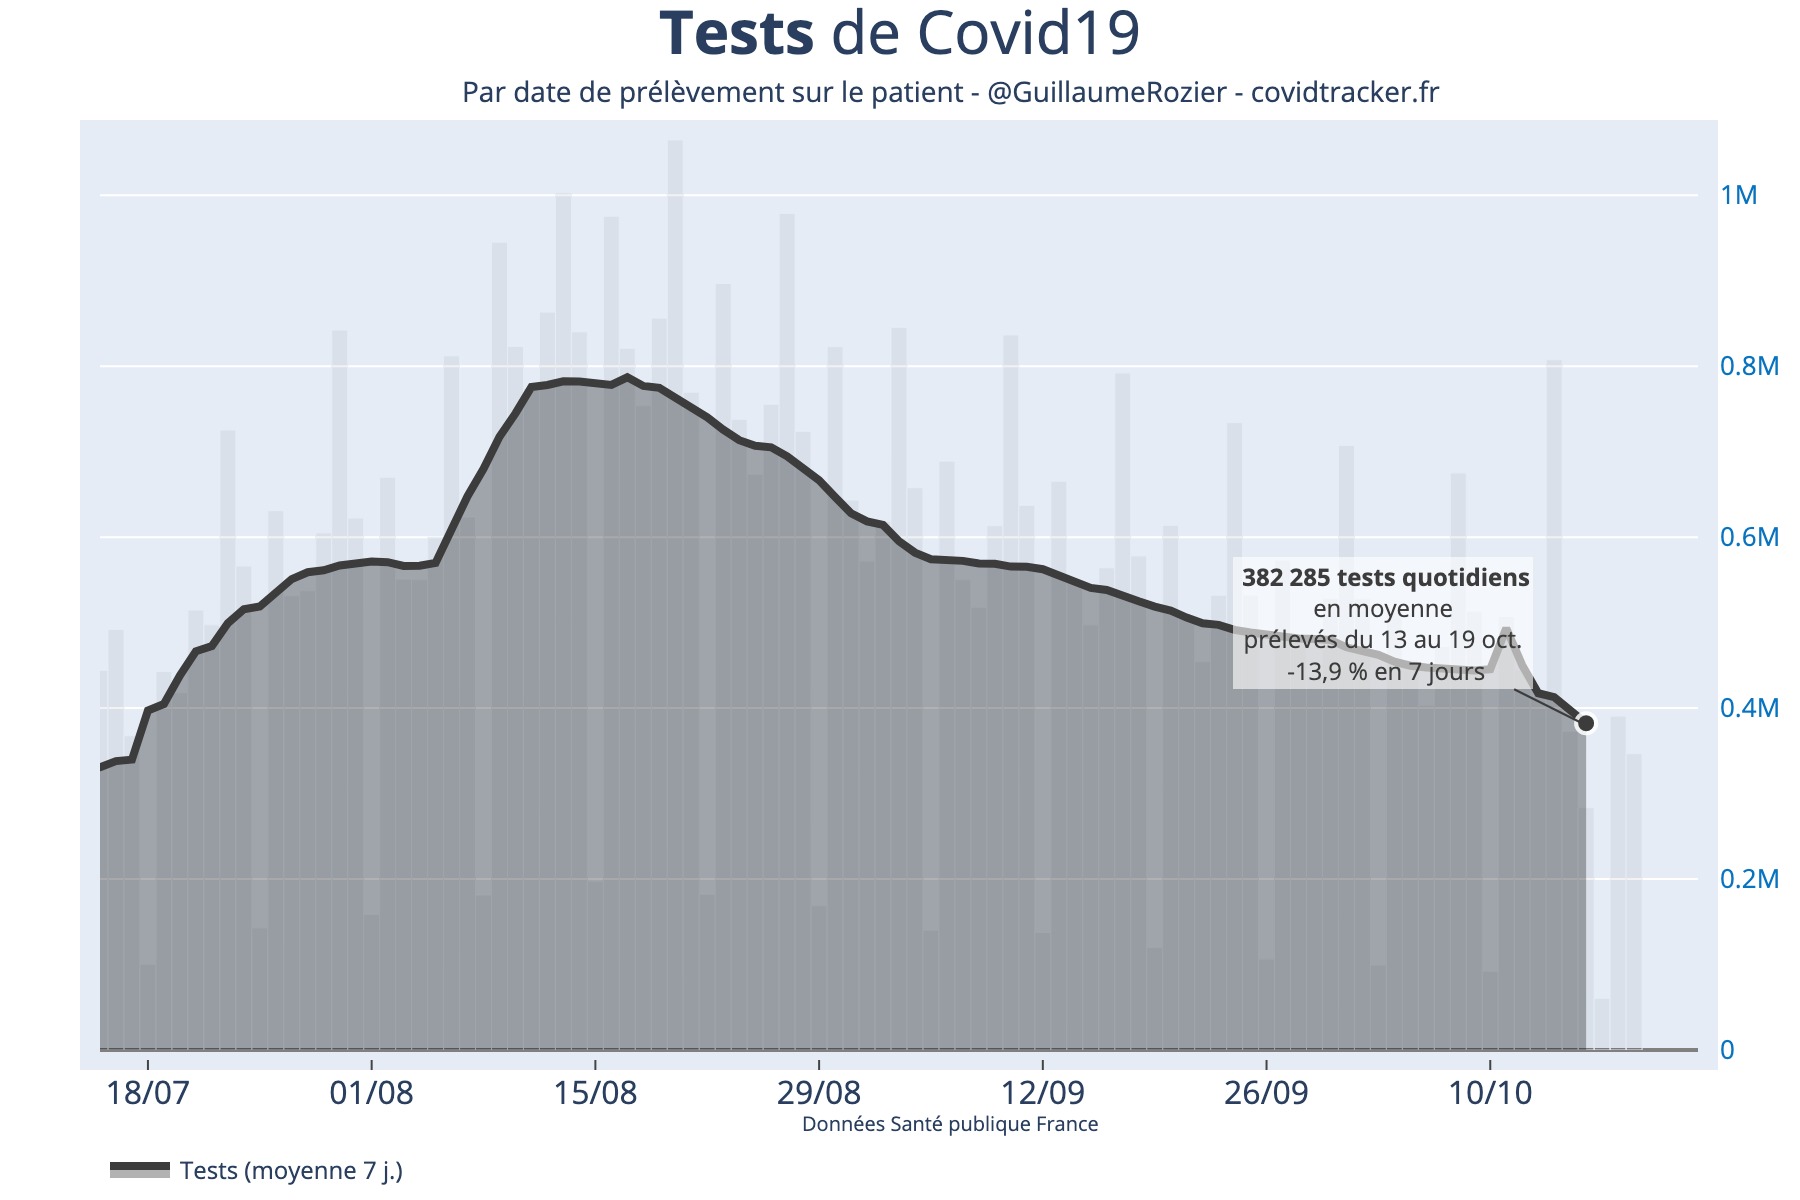 Tests de Covid19
Par date de prélèvement sur le patient - @GuillaumeRozier - covidtracker.fr
1M
0.8M
0.6M
382 285 tests quotidiens
en moyenne
prélevés du 13 au 19 oct.
-13,9 % en 7 jours
0.4M
0.2M
0
18/07 01/08 15/08 29/08 12/09 26/09 10/10
Données Santé publique France
Tests (moyenne 7 j.)